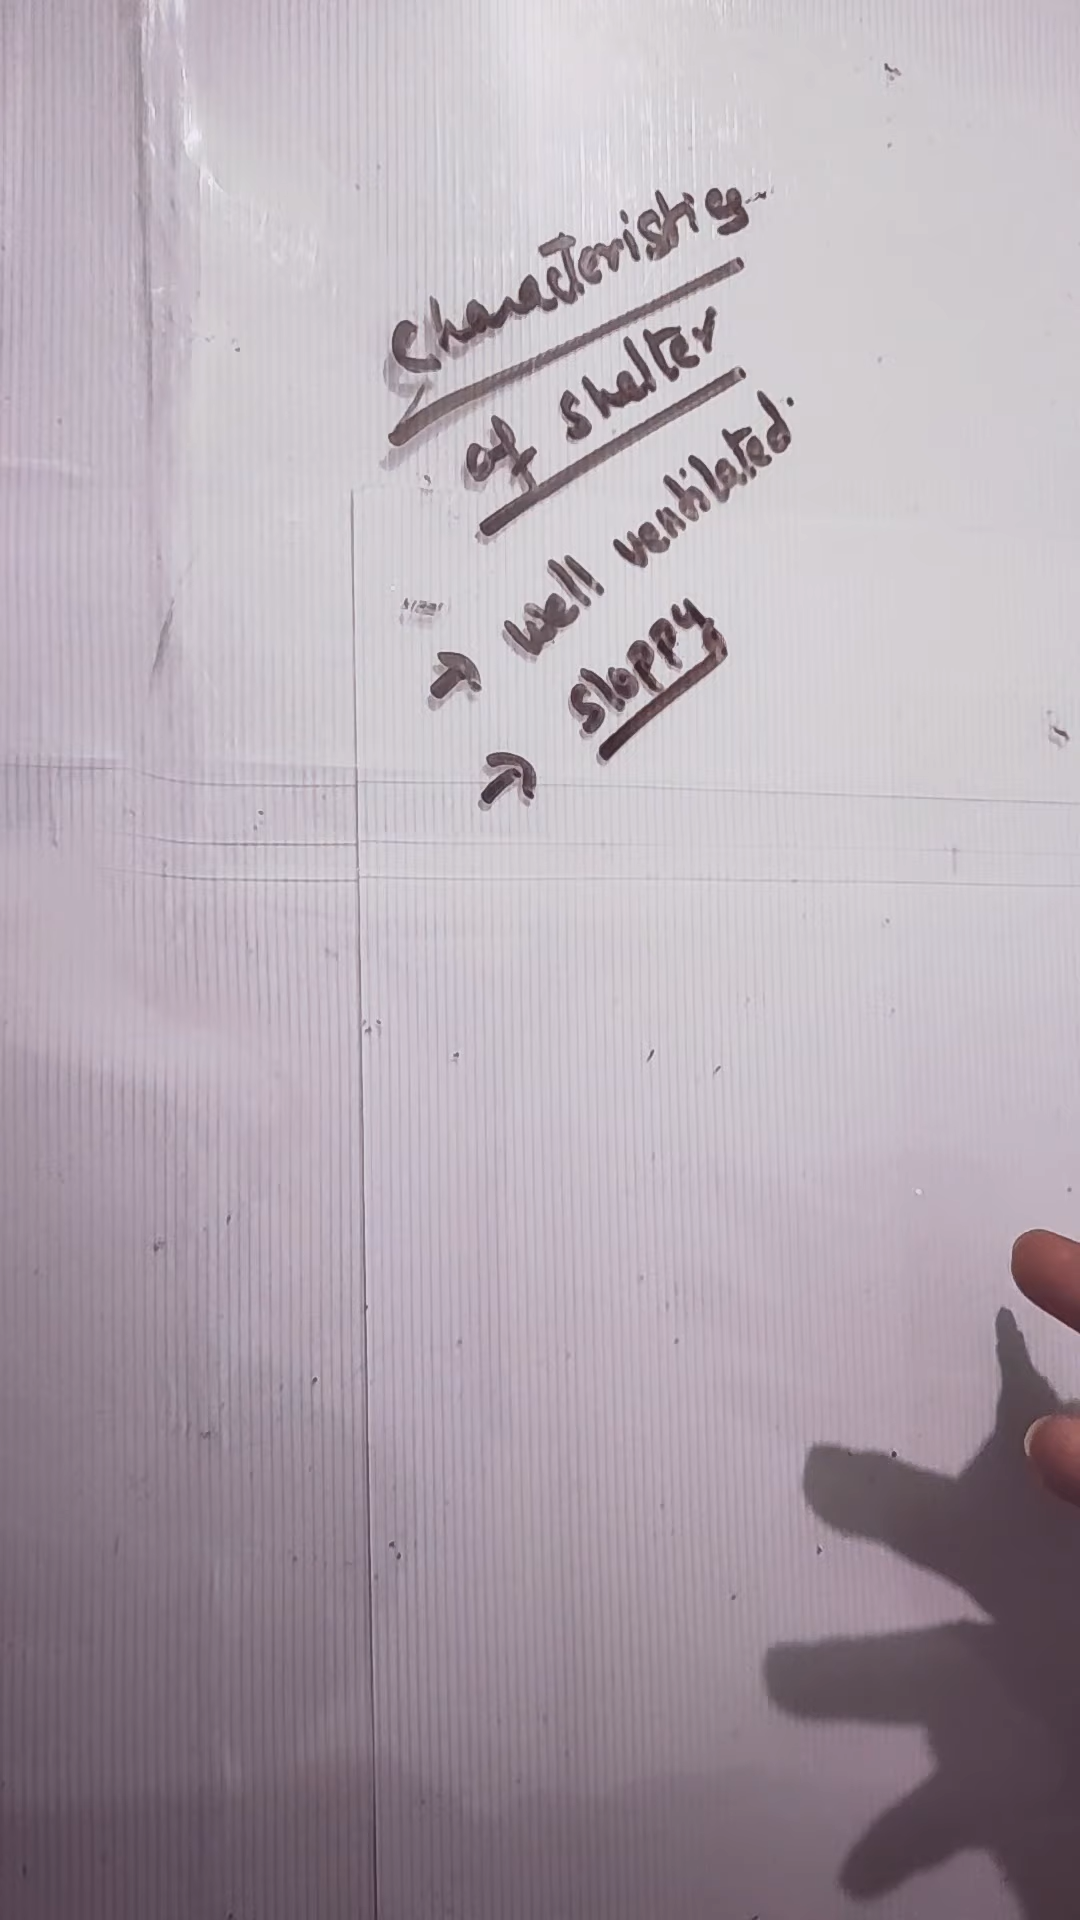 Characteristics
of shelter
→ well ventilated.
→ sloppy